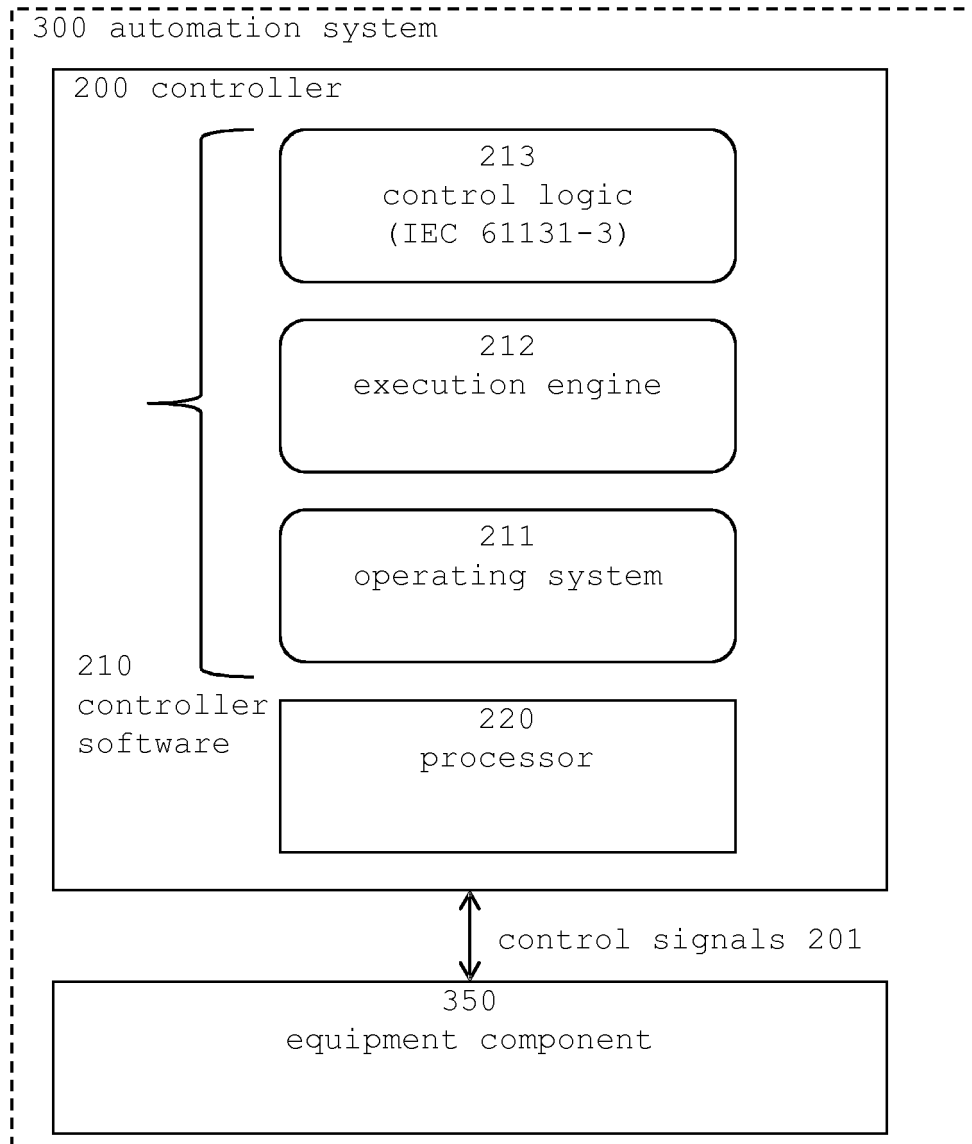 300 automation system
200 controller
213
control logic
(IEC 61131-3)
212
execution engine
211
operating system
210
controller
software
220
processor
control signals 201
350
equipment component